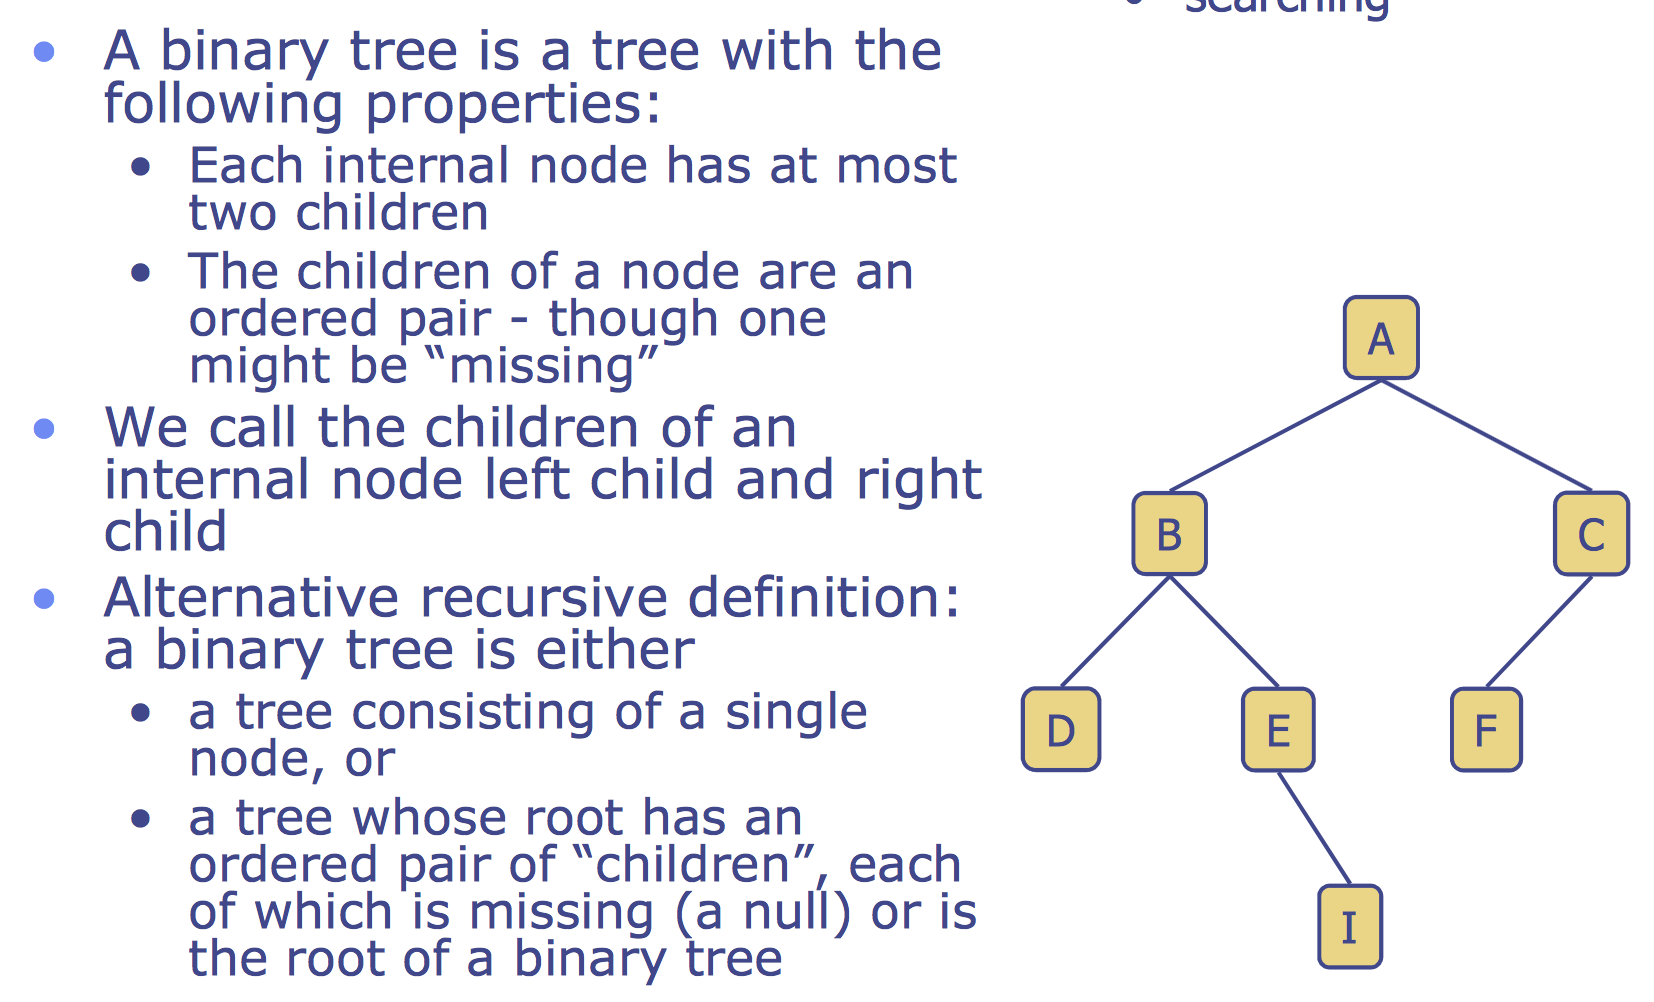 searching
A binary tree is a tree with the
following properties:
Each internal node has at most
two children
The children of a node are an
ordered pair - though one
might be “missing”
We call the children of an
internal node left child and right
child
Alternative recursive definition:
a binary tree is either
a tree consisting of a single
node, or
a tree whose root has an
ordered pair of “children”, each
of which is missing (a null) or is
the root of a binary tree
A
B
C
D
E
F
I